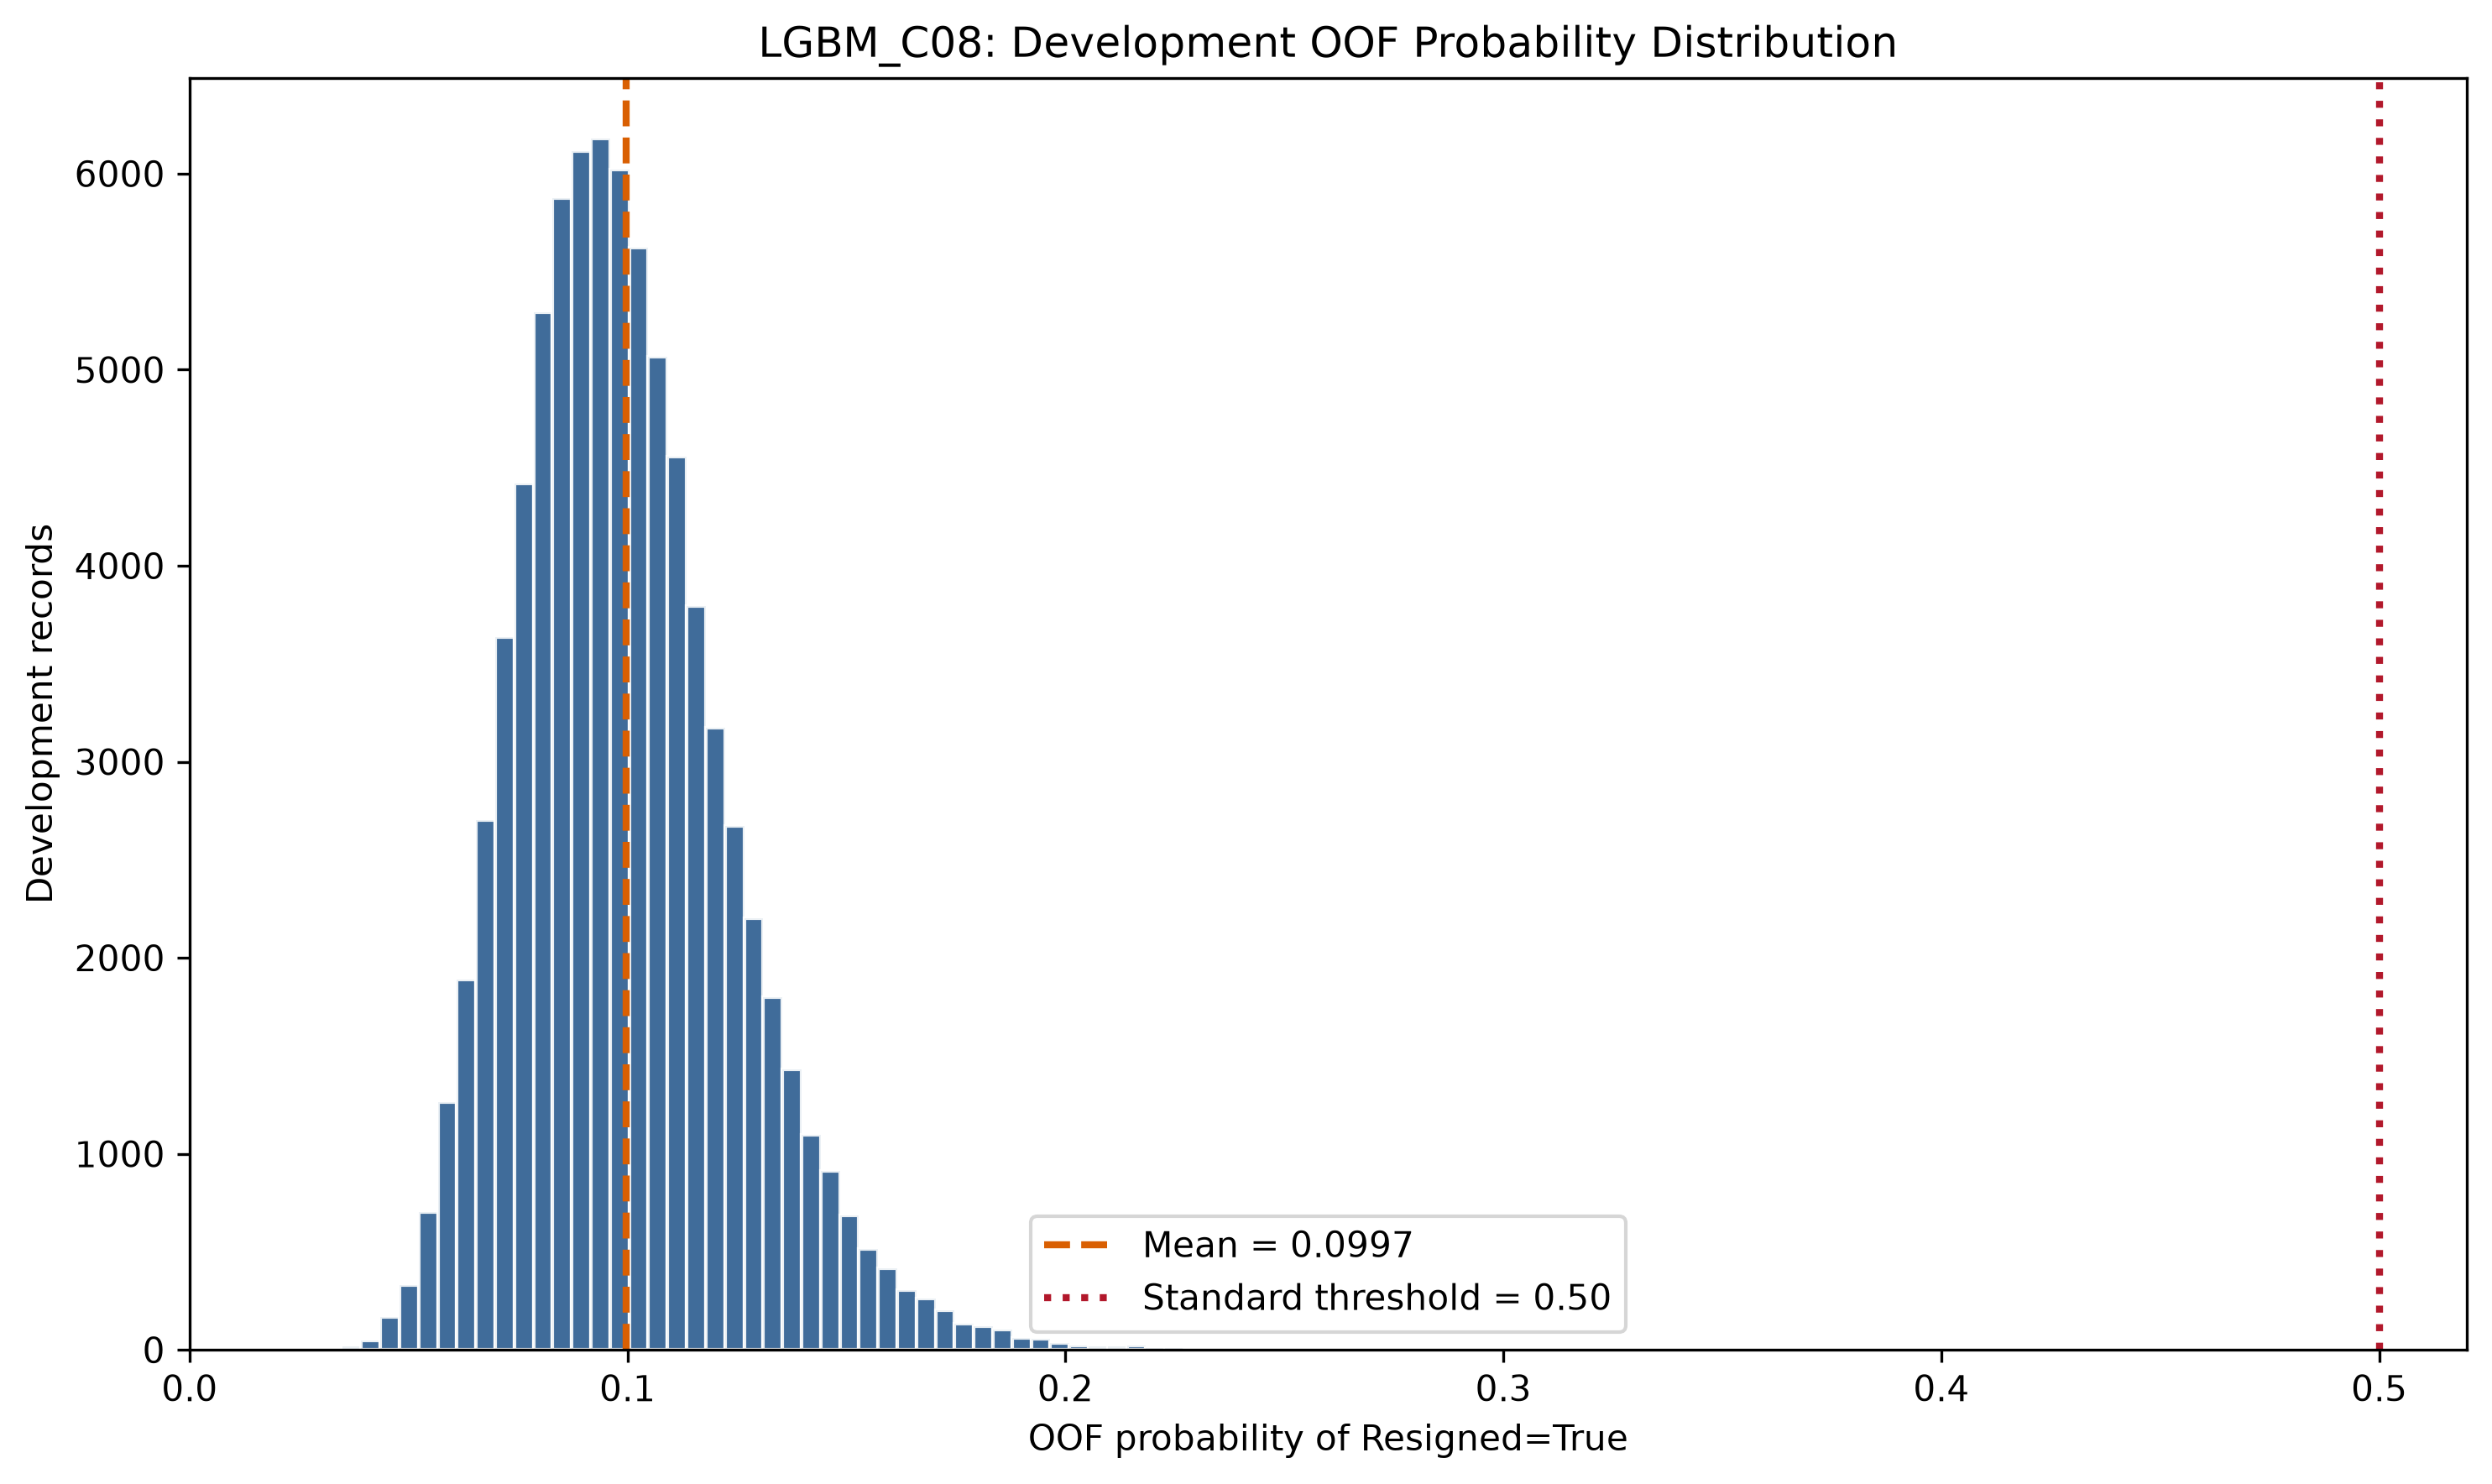 LGBM_C08: Development OOF Probability Distribution
Development records
6000
5000
4000
3000
2000
1000
0
Mean = 0.0997
Standard threshold = 0.50
0.0 0.1 0.2 0.3 0.4 0.5
OOF probability of Resigned=True